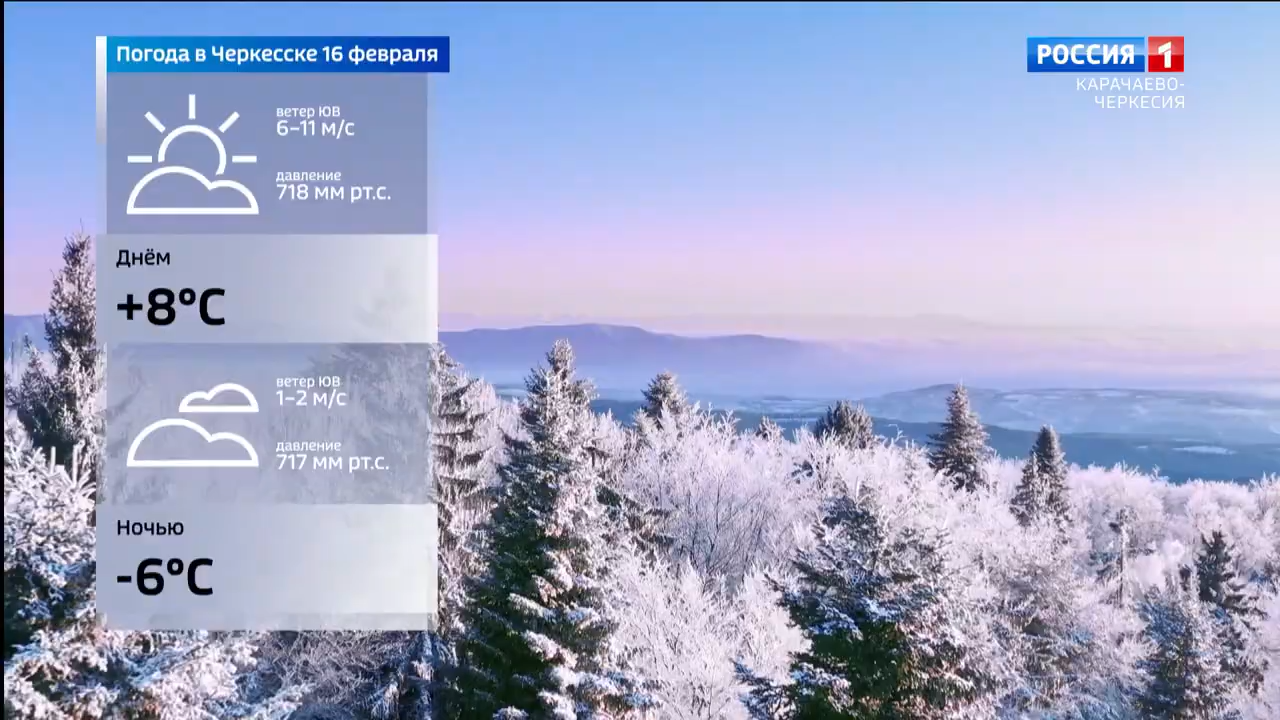 Погода в Черкесске 16 февраля
РОССИЯ 1
КАРАЧАЕВО-
ЧЕРКЕСИЯ
ветер ЮВ
6-11 м/с
давление
718 мм рт.с.
Днём
+8°C
ветер ЮВ
1-2 м/с
давление
717 мм рт.с.
Ночью
-6°C